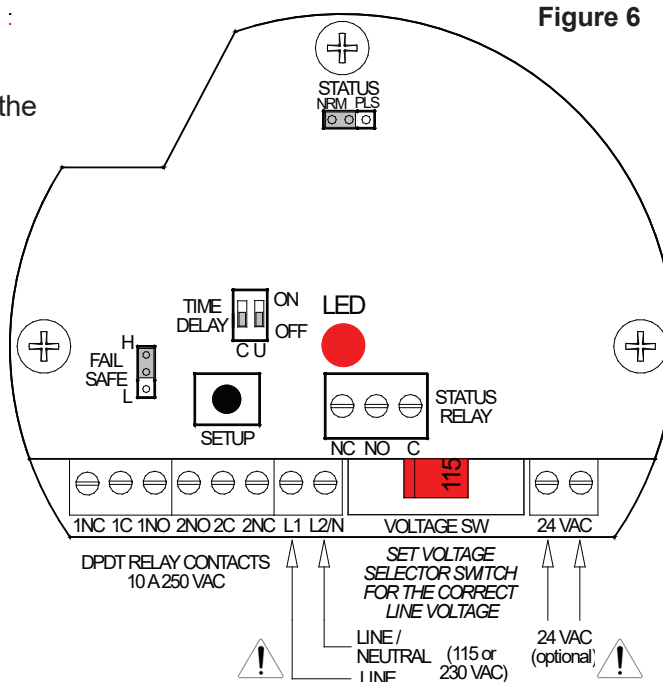 :
Figure 6
the
STATUS
NRM PLS
TIME
DELAY
ON
OFF
C U
LED
H
FAIL
SAFE
L
SETUP
STATUS
RELAY
NC NO C
115
1NC 1C 1NO 2NO 2C 2NC L1 L2/N VOLTAGE SW 24 VAC
DPDT RELAY CONTACTS
10 A 250 VAC
SET VOLTAGE
SELECTOR SWITCH
FOR THE CORRECT
LINE VOLTAGE
LINE /
NEUTRAL
LINE
(115 or
230 VAC)
24 VAC
(optional)
!
!